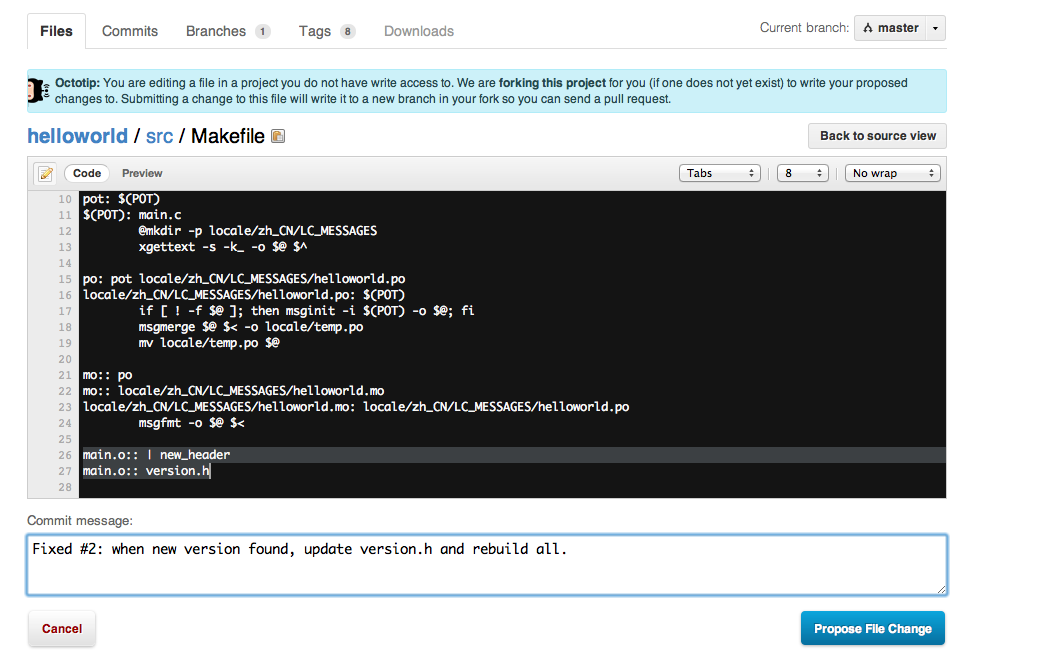 Files Commits Branches 1 Tags 8 Downloads Current branch: master
Octotip: You are editing a file in a project you do not have write access to. We are forking this project for you (if one does not yet exist) to write your proposed
changes to. Submitting a change to this file will write it to a new branch in your fork so you can send a pull request.
helloworld / src / Makefile Back to source view
Code Preview Tabs 8 No wrap
10 pot: $(POT)
11 $(POT): main.c
12 @mkdir -p locale/zh_CN/LC_MESSAGES
13 xgettext -s -k_ -o $@ $^
14
15 po: pot locale/zh_CN/LC_MESSAGES/helloworld.po
16 locale/zh_CN/LC_MESSAGES/helloworld.po: $(POT)
17 if [ ! -f $@ ]; then msginit -i $(POT) -o $@; fi
18 msgmerge $@ $< -o locale/temp.po
19 mv locale/temp.po $@
20
21 mo:: po
22 mo:: locale/zh_CN/LC_MESSAGES/helloworld.mo
23 locale/zh_CN/LC_MESSAGES/helloworld.mo: locale/zh_CN/LC_MESSAGES/helloworld.po
24 msgfmt -o $@ $<
25
26 main.o:: | new_header
27 main.o:: version.h
28
Commit message:
Fixed #2: when new version found, update version.h and rebuild all.
Cancel Propose File Change